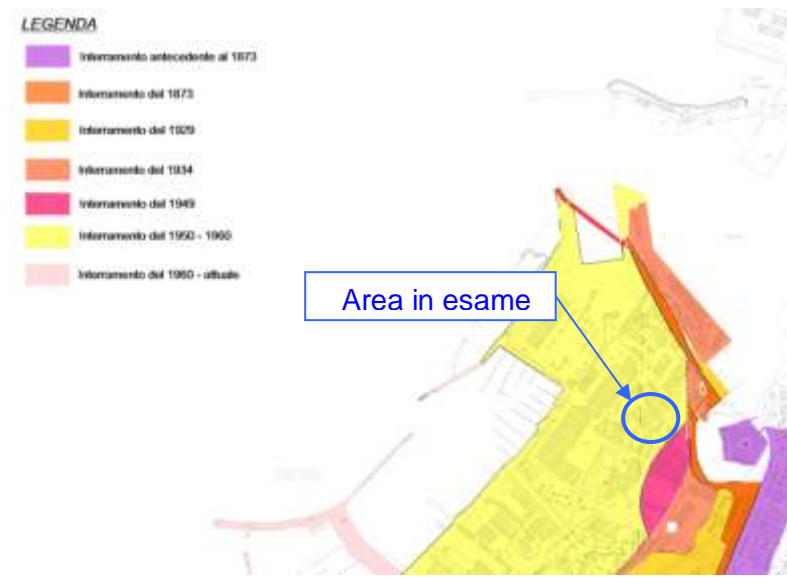 LEGENDA
Interramento antecedente al 1873
Interramento del 1873
Interramento del 1929
Interramento del 1934
Interramento del 1949
Interramento del 1950 - 1960
Interramento del 1960 - attuale
Area in esame